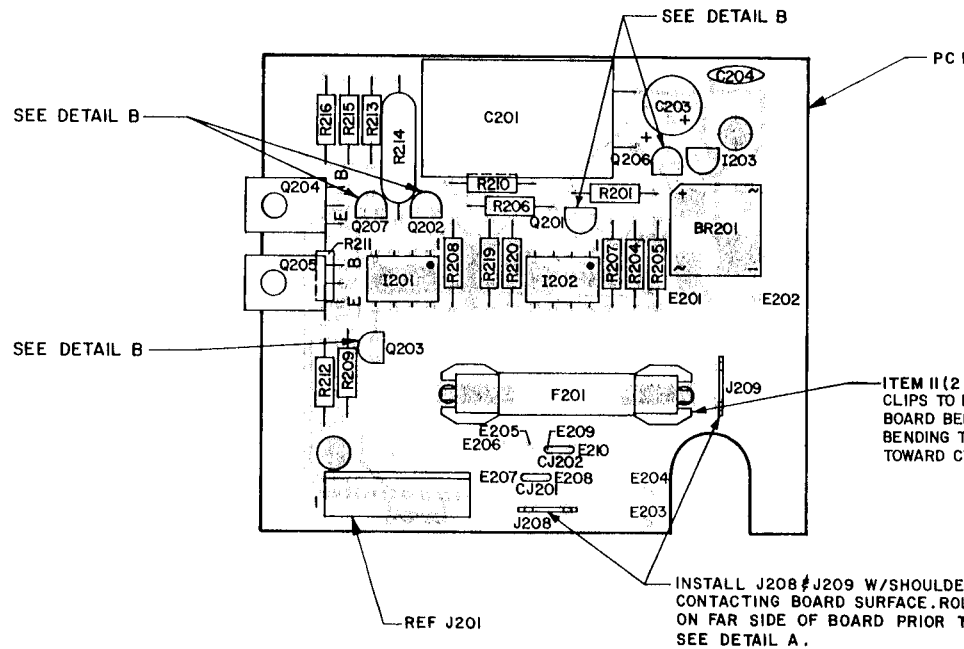 SEE DETAIL B
PC
C204
C203
+
+
SEE DETAIL B
R216
R215
R213
R214
C201
Q206
I203
B
E
Q204
Q207
Q202
R210
R206
R201
Q201
+
~
BR201
~
–
R211
Q205
B
E
I201
R208
R219
R220
I202
R207
R204
R205
E201
E202
SEE DETAIL B
Q203
R212
R209
F201
J209
ITEM 11 (2
CLIPS TO
BOARD
BENDING
TOWARD
E205
E209
E206
E210
CJ202
E207
E208
CJ201
E204
E203
J208
1
REF J201
INSTALL J208 & J209 W/SHOULDE
CONTACTING BOARD SURFACE. ROL
ON FAR SIDE OF BOARD PRIOR T
SEE DETAIL A.